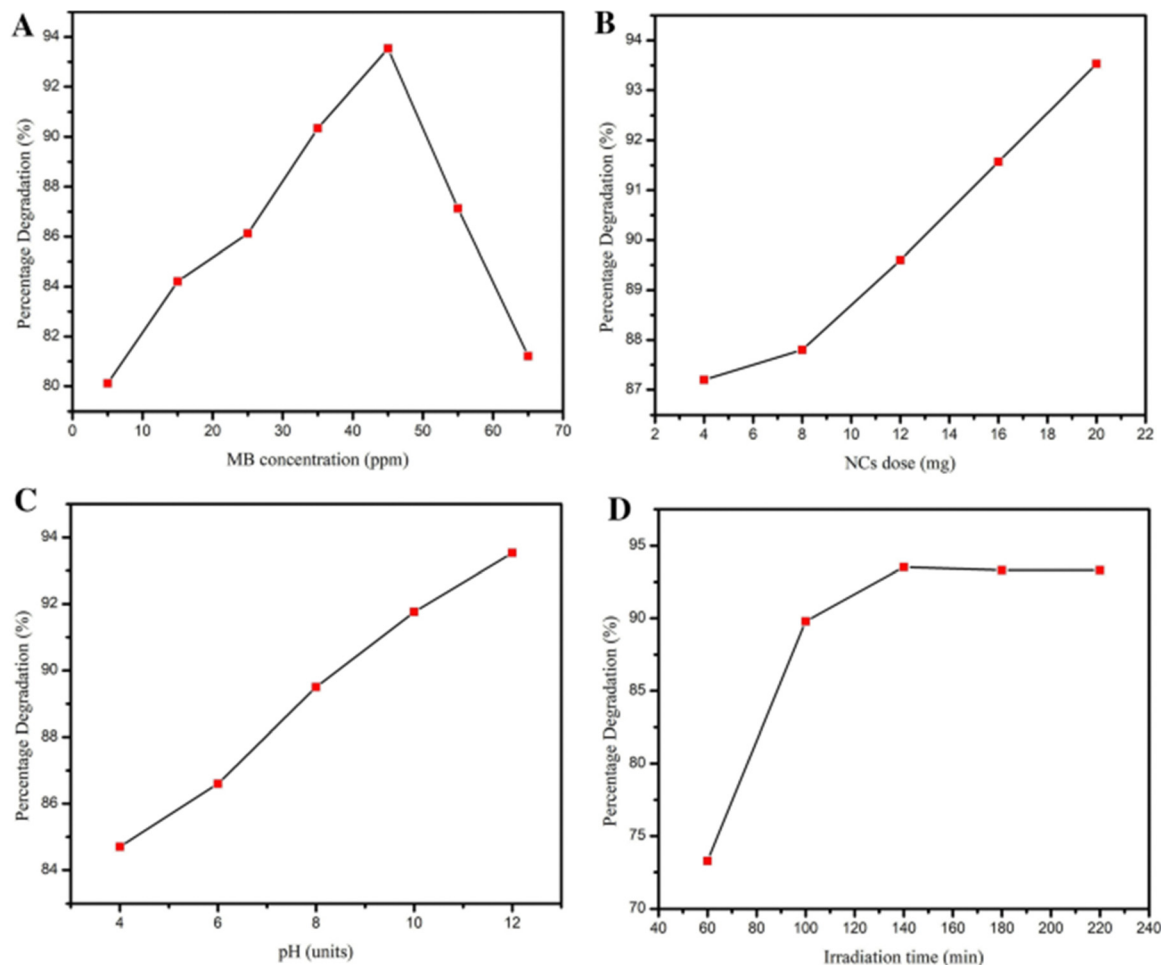 A
94
92
90
88
86
84
82
80
Percentage Degradation (%)
0 10 20 30 40 50 60 70
MB concentration (ppm)
B
94
93
92
91
90
89
88
87
Percentage Degradation (%)
2 4 6 8 10 12 14 16 18 20 22
NCs dose (mg)
C
94
92
90
88
86
84
Percentage Degradation (%)
4 6 8 10 12
pH (units)
D
95
90
85
80
75
70
Percentage Degradation (%)
40 60 80 100 120 140 160 180 200 220 240
Irradiation time (min)